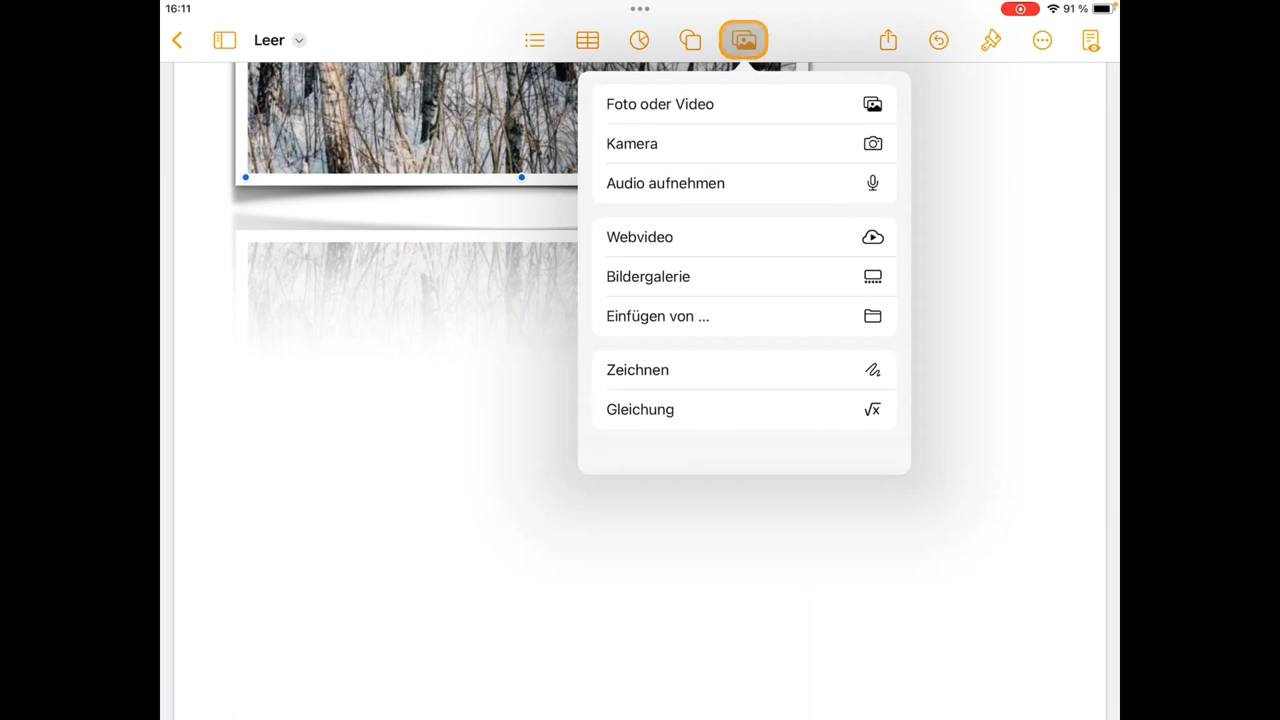 16:11
91 %
Leer
Foto oder Video
Kamera
Audio aufnehmen
Webvideo
Bildergalerie
Einfügen von ...
Zeichnen
Gleichung